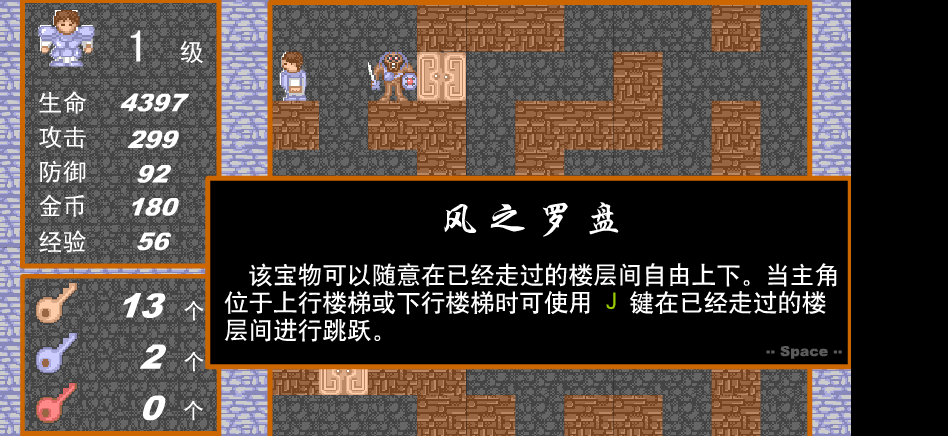 1 级
生命 4397
攻击 299
防御 92
金币 180
经验 56
13 个
2 个
0 个
风之罗盘
该宝物可以随意在已经走过的楼层间自由上下。当主角
位于上行楼梯或下行楼梯时可使用 J 键在已经走过的楼
层间进行跳跃。
-- Space --